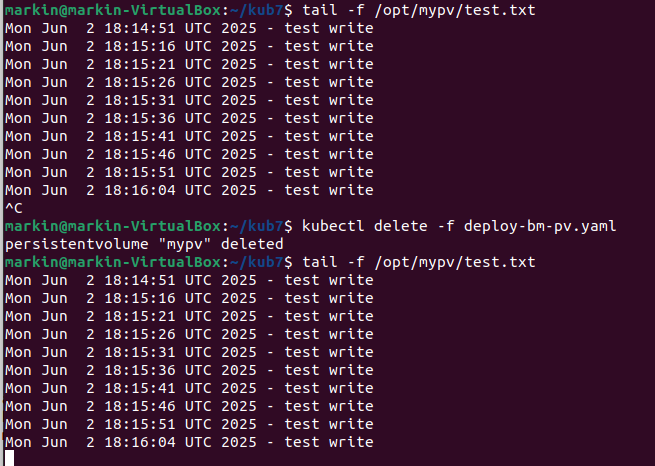 markin@markin-VirtualBox:~/kub7$ tail -f /opt/mypv/test.txt
Mon Jun  2 18:14:51 UTC 2025 - test write
Mon Jun  2 18:15:16 UTC 2025 - test write
Mon Jun  2 18:15:21 UTC 2025 - test write
Mon Jun  2 18:15:26 UTC 2025 - test write
Mon Jun  2 18:15:31 UTC 2025 - test write
Mon Jun  2 18:15:36 UTC 2025 - test write
Mon Jun  2 18:15:41 UTC 2025 - test write
Mon Jun  2 18:15:46 UTC 2025 - test write
Mon Jun  2 18:15:51 UTC 2025 - test write
Mon Jun  2 18:16:04 UTC 2025 - test write
^C
markin@markin-VirtualBox:~/kub7$ kubectl delete -f deploy-bm-pv.yaml
persistentvolume "mypv" deleted
markin@markin-VirtualBox:~/kub7$ tail -f /opt/mypv/test.txt
Mon Jun  2 18:14:51 UTC 2025 - test write
Mon Jun  2 18:15:16 UTC 2025 - test write
Mon Jun  2 18:15:21 UTC 2025 - test write
Mon Jun  2 18:15:26 UTC 2025 - test write
Mon Jun  2 18:15:31 UTC 2025 - test write
Mon Jun  2 18:15:36 UTC 2025 - test write
Mon Jun  2 18:15:41 UTC 2025 - test write
Mon Jun  2 18:15:46 UTC 2025 - test write
Mon Jun  2 18:15:51 UTC 2025 - test write
Mon Jun  2 18:16:04 UTC 2025 - test write